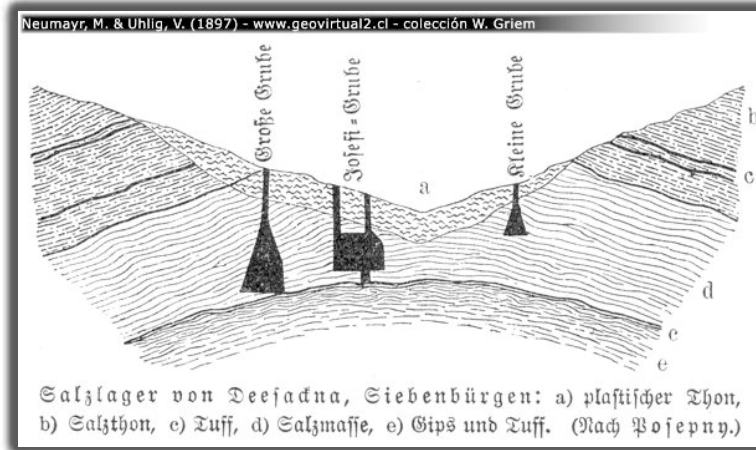 Neumayr, M. & Uhlig, V. (1897) - www.geovirtual2.cl - colección W. Griem
Große Grube
Josefi=Grube
Kleine Grube
a
b
c
d
c
e
Salzlager von Deesackna, Siebenbürgen: a) plastischer Thon,
b) Salzthon, c) Tuff, d) Salzmasse, e) Gips und Tuff. (Nach Posepny.)